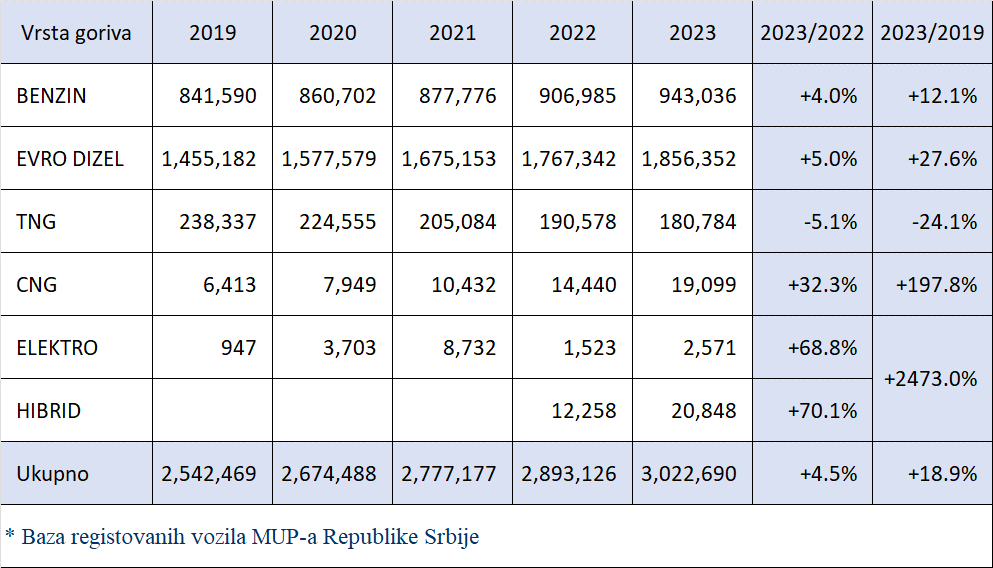 Vrsta goriva 2019 2020 2021 2022 2023 2023/2022 2023/2019
BENZIN 841,590 860,702 877,776 906,985 943,036 +4.0% +12.1%
EVRO DIZEL 1,455,182 1,577,579 1,675,153 1,767,342 1,856,352 +5.0% +27.6%
TNG 238,337 224,555 205,084 190,578 180,784 -5.1% -24.1%
CNG 6,413 7,949 10,432 14,440 19,099 +32.3% +197.8%
ELEKTRO 947 3,703 8,732 1,523 2,571 +68.8%
+2473.0%
HIBRID 12,258 20,848 +70.1%
Ukupno 2,542,469 2,674,488 2,777,177 2,893,126 3,022,690 +4.5% +18.9%
* Baza registovanih vozila MUP-a Republike Srbije